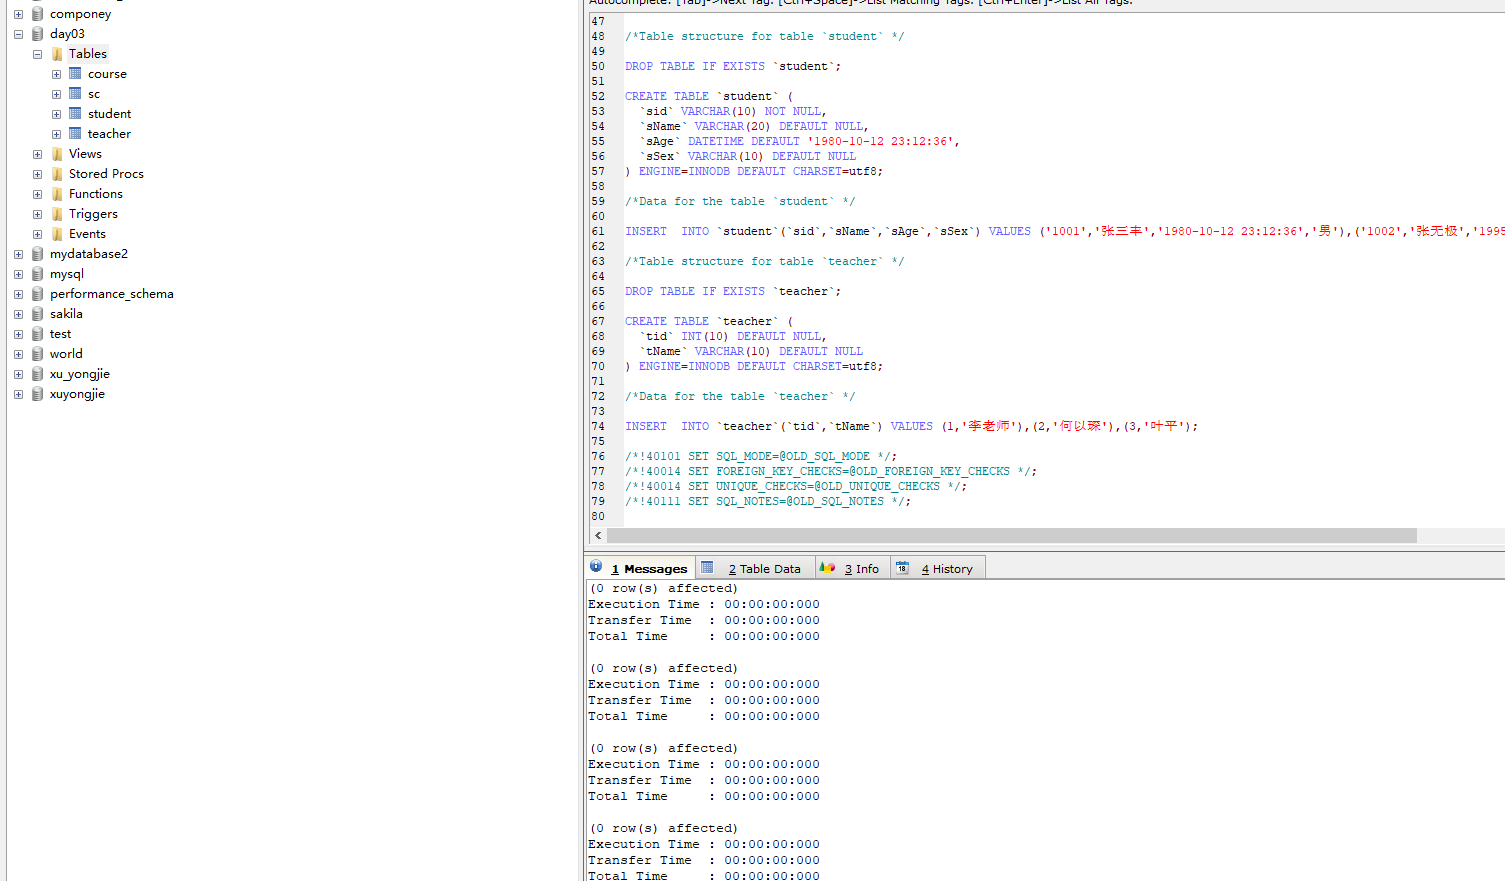 componey
day03
Tables
course
sc
student
teacher
Views
Stored Procs
Functions
Triggers
Events
mydatabase2
mysql
performance_schema
sakila
test
world
xu_yongjie
xuyongjie
Autocomplete: [Tab]->Next Tag. [Ctrl+Space]->List Matching Tags. [Ctrl+Enter]->List All Tags.
47
48 /*Table structure for table `student` */
49
50 DROP TABLE IF EXISTS `student`;
51
52 CREATE TABLE `student` (
53 `sid` VARCHAR(10) NOT NULL,
54 `sName` VARCHAR(20) DEFAULT NULL,
55 `sAge` DATETIME DEFAULT '1980-10-12 23:12:36',
56 `sSex` VARCHAR(10) DEFAULT NULL
57 ) ENGINE=INNODB DEFAULT CHARSET=utf8;
58
59 /*Data for the table `student` */
60
61 INSERT  INTO `student`(`sid`,`sName`,`sAge`,`sSex`) VALUES ('1001','张三丰','1980-10-12 23:12:36','男'),('1002','张无极','1995
62
63 /*Table structure for table `teacher` */
64
65 DROP TABLE IF EXISTS `teacher`;
66
67 CREATE TABLE `teacher` (
68 `tid` INT(10) DEFAULT NULL,
69 `tName` VARCHAR(10) DEFAULT NULL
70 ) ENGINE=INNODB DEFAULT CHARSET=utf8;
71
72 /*Data for the table `teacher` */
73
74 INSERT  INTO `teacher`(`tid`,`tName`) VALUES (1,'李老师'),(2,'何以琛'),(3,'叶平');
75
76 /*!40101 SET SQL_MODE=@OLD_SQL_MODE */;
77 /*!40014 SET FOREIGN_KEY_CHECKS=@OLD_FOREIGN_KEY_CHECKS */;
78 /*!40014 SET UNIQUE_CHECKS=@OLD_UNIQUE_CHECKS */;
79 /*!40111 SET SQL_NOTES=@OLD_SQL_NOTES */;
80
1 Messages 2 Table Data 3 Info 18 4 History
(0 row(s) affected)
Execution Time : 00:00:00:000
Transfer Time  : 00:00:00:000
Total Time     : 00:00:00:000
(0 row(s) affected)
Execution Time : 00:00:00:000
Transfer Time  : 00:00:00:000
Total Time     : 00:00:00:000
(0 row(s) affected)
Execution Time : 00:00:00:000
Transfer Time  : 00:00:00:000
Total Time     : 00:00:00:000
(0 row(s) affected)
Execution Time : 00:00:00:000
Transfer Time  : 00:00:00:000
Total Time     : 00:00:00:000